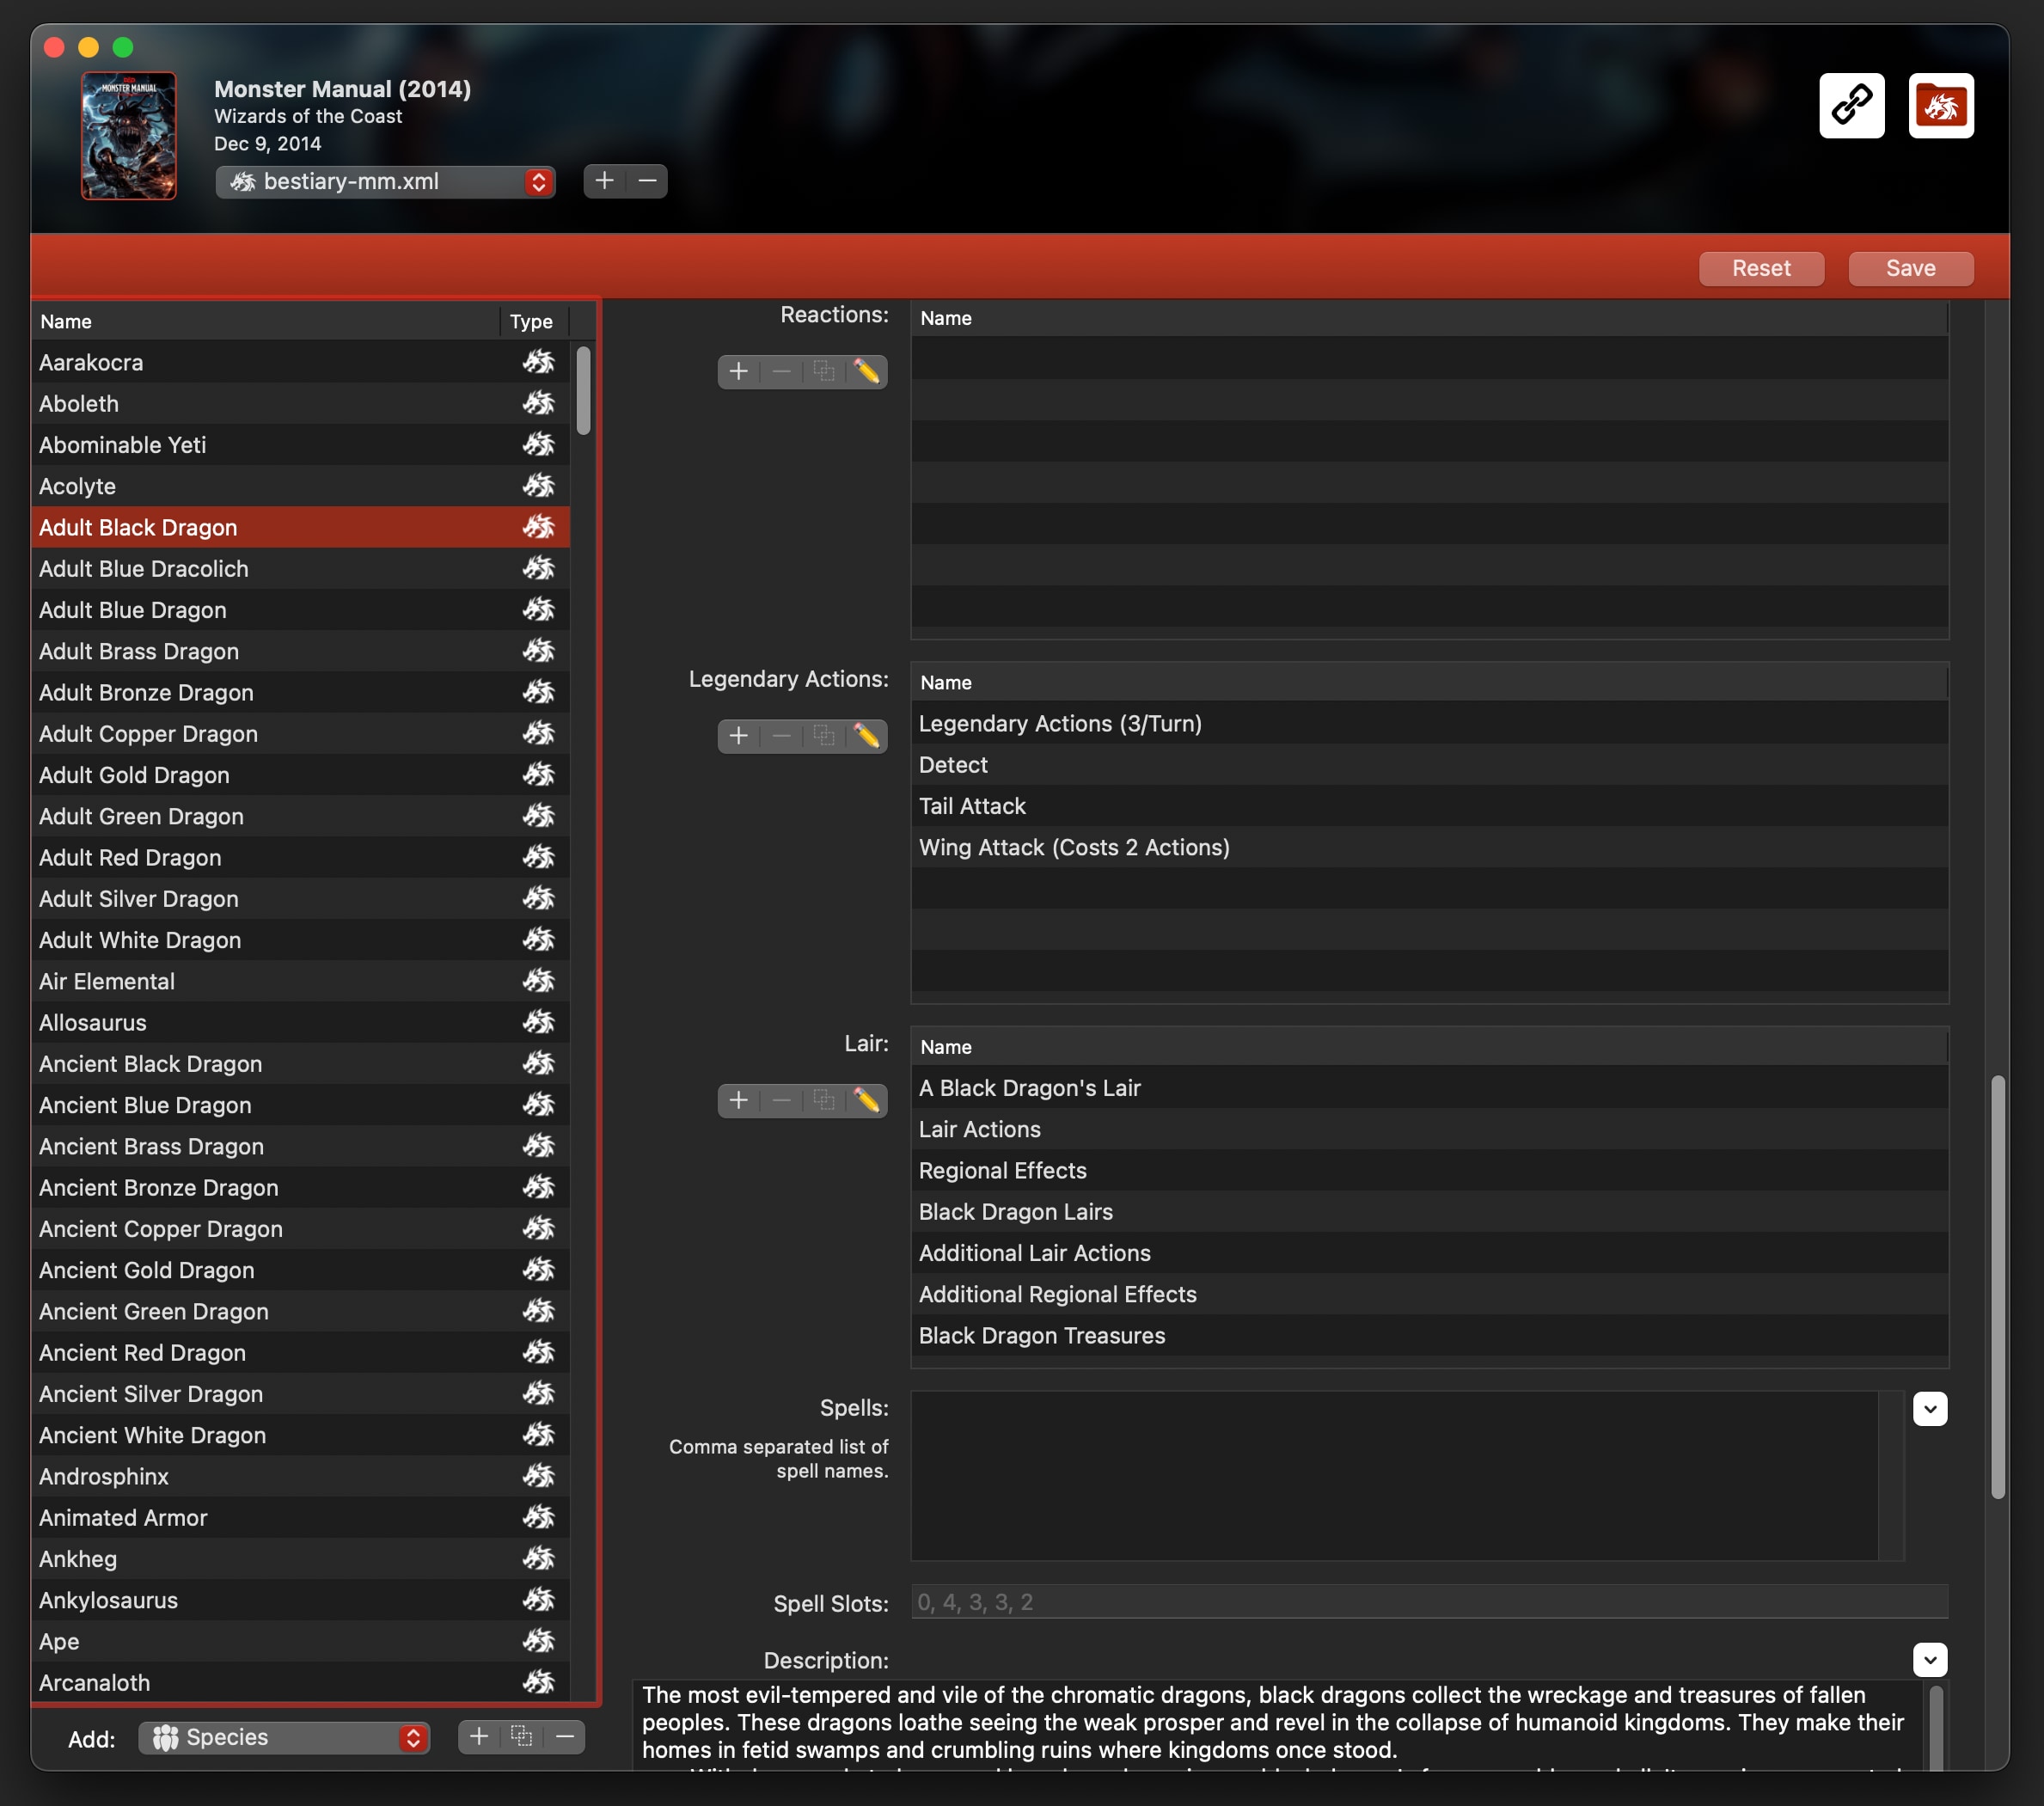 MONSTER MANUAL
Monster Manual (2014)
Wizards of the Coast
Dec 9, 2014
bestiary-mm.xml
Reset
Save
Name
Type
Aarakocra
Aboleth
Abominable Yeti
Acolyte
Adult Black Dragon
Adult Blue Dracolich
Adult Blue Dragon
Adult Brass Dragon
Adult Bronze Dragon
Adult Copper Dragon
Adult Gold Dragon
Adult Green Dragon
Adult Red Dragon
Adult Silver Dragon
Adult White Dragon
Air Elemental
Allosaurus
Ancient Black Dragon
Ancient Blue Dragon
Ancient Brass Dragon
Ancient Bronze Dragon
Ancient Copper Dragon
Ancient Gold Dragon
Ancient Green Dragon
Ancient Red Dragon
Ancient Silver Dragon
Ancient White Dragon
Androsphinx
Animated Armor
Ankheg
Ankylosaurus
Ape
Arcanaloth
Add:
Species
Reactions:
Name
Legendary Actions:
Name
Legendary Actions (3/Turn)
Detect
Tail Attack
Wing Attack (Costs 2 Actions)
Lair:
Name
A Black Dragon's Lair
Lair Actions
Regional Effects
Black Dragon Lairs
Additional Lair Actions
Additional Regional Effects
Black Dragon Treasures
Spells:
Comma separated list of
spell names.
Spell Slots:
0, 4, 3, 3, 2
Description:
The most evil-tempered and vile of the chromatic dragons, black dragons collect the wreckage and treasures of fallen
peoples. These dragons loathe seeing the weak prosper and revel in the collapse of humanoid kingdoms. They make their
homes in fetid swamps and crumbling ruins where kingdoms once stood.